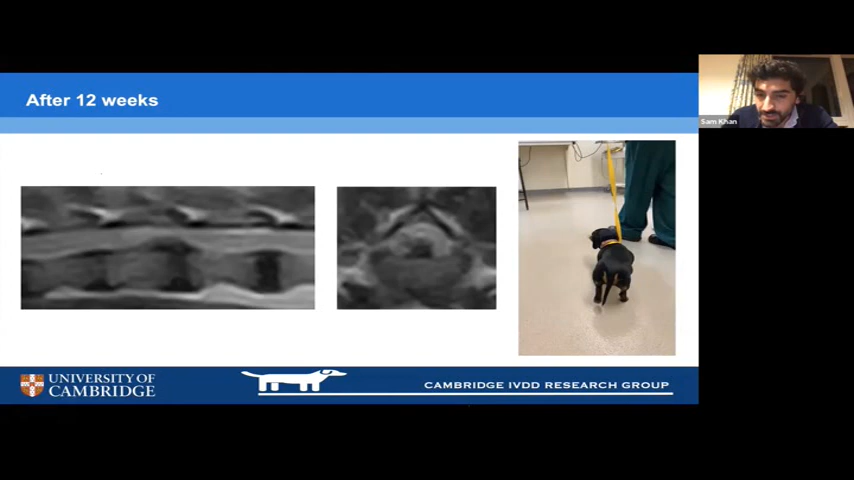 After 12 weeks
Sam Khan
UNIVERSITY OF
CAMBRIDGE
CAMBRIDGE IVDD RESEARCH GROUP